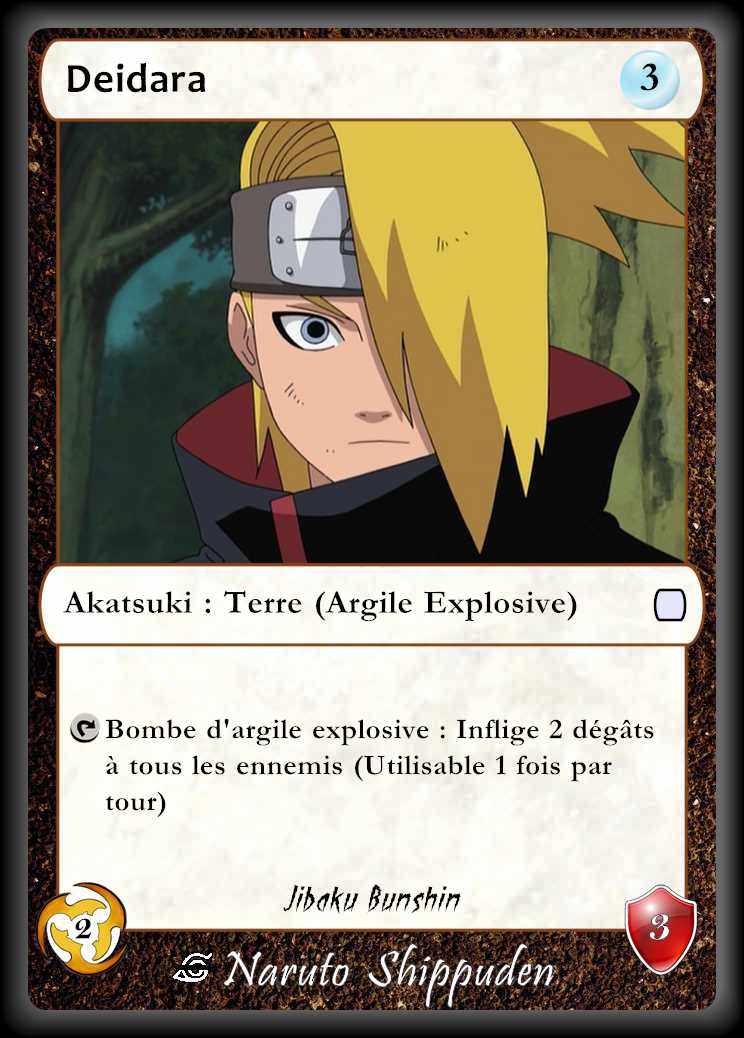 Deidara
3
Akatsuki : Terre (Argile Explosive)
Bombe d'argile explosive : Inflige 2 dégâts
à tous les ennemis (Utilisable 1 fois par
tour)
Jibaku Bunshin
2
3
Naruto Shippuden